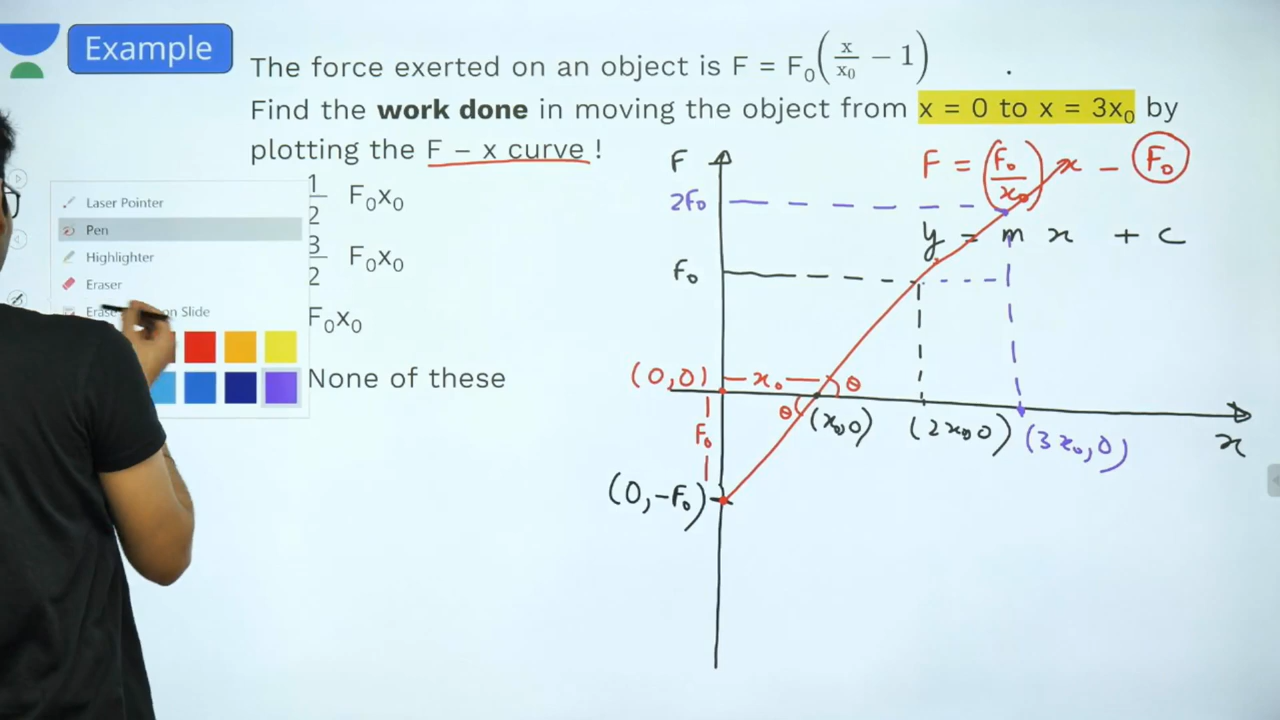 Example
The force exerted on an object is F = F₀(x/x₀ − 1)
Find the work done in moving the object from x = 0 to x = 3x₀ by
plotting the F – x curve !
1/2 F₀x₀
3/2 F₀x₀
F₀x₀
None of these
Laser Pointer
Pen
Highlighter
Eraser
Erase on Slide
F = (F₀/x₀) x − F₀
y = m x + c
F
2F₀
F₀
(0,0)
x₀
θ
θ
F₀
(x₀,0)
(2x₀,0)
(3x₀,0)
x
(0,−F₀)